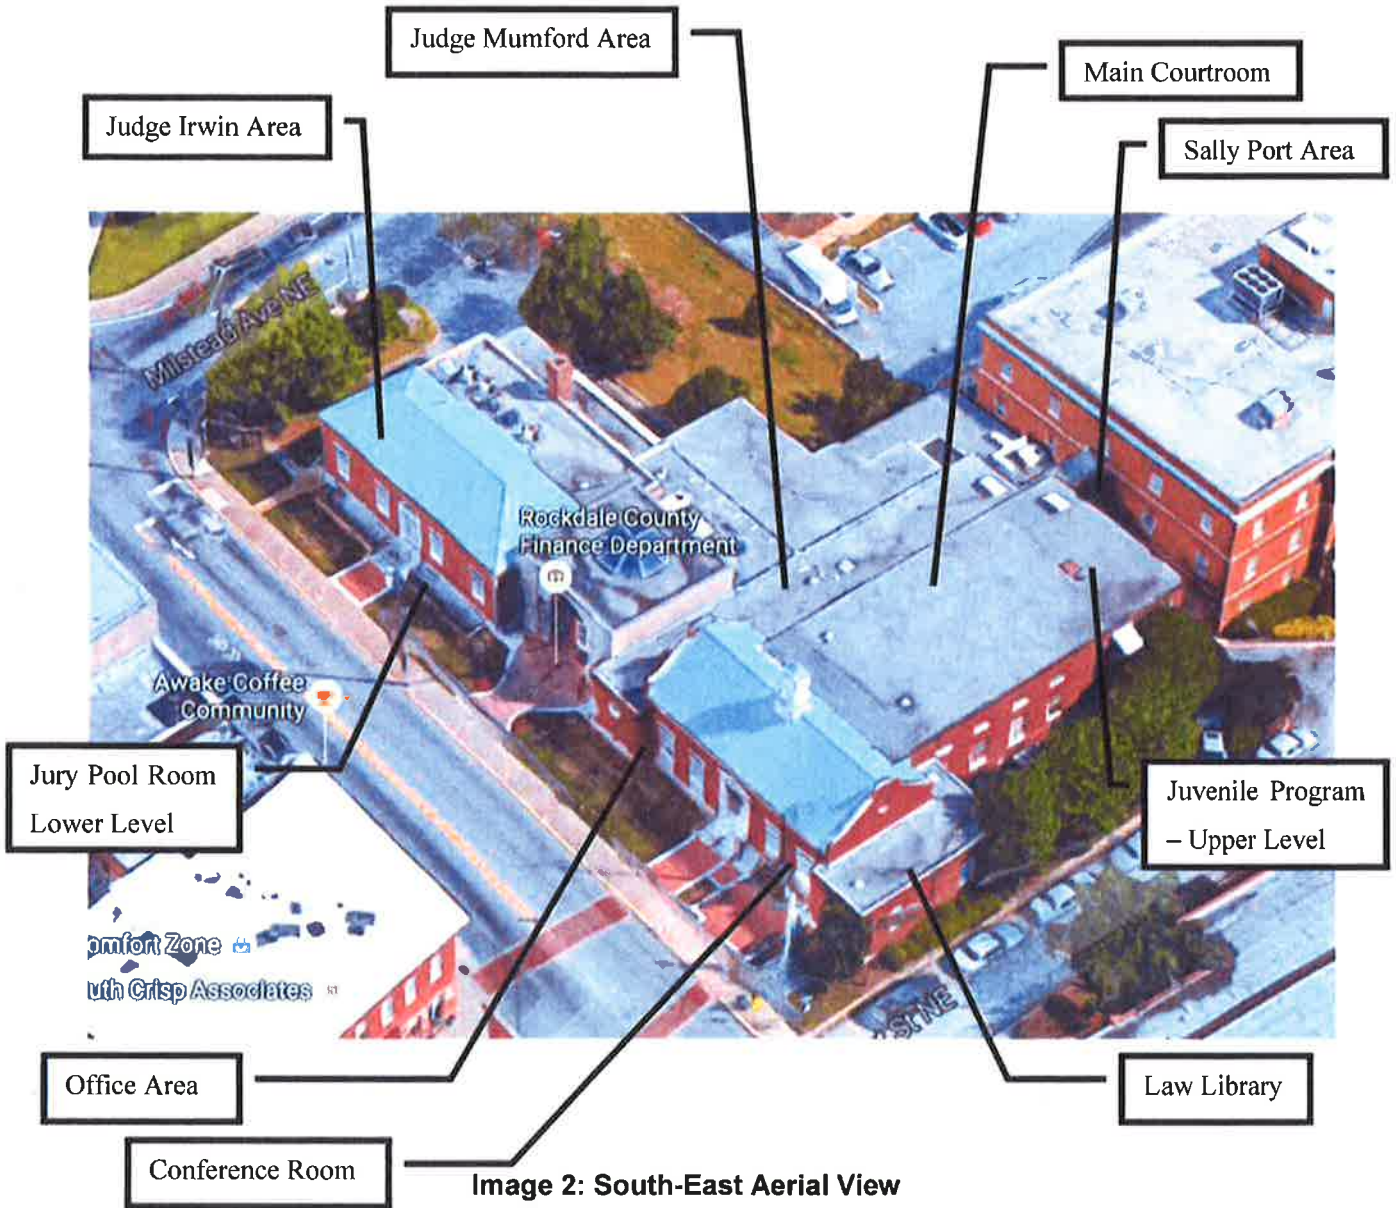 Judge Mumford Area
Main Courtroom
Judge Irwin Area
Sally Port Area
Milstead Ave NE
Rockdale County
Finance Department
Awake Coffee
Community
Jury Pool Room
Lower Level
Juvenile Program
– Upper Level
omfort Zone
uth Crisp Associates
St NE
Office Area
Law Library
Conference Room
Image 2: South-East Aerial View